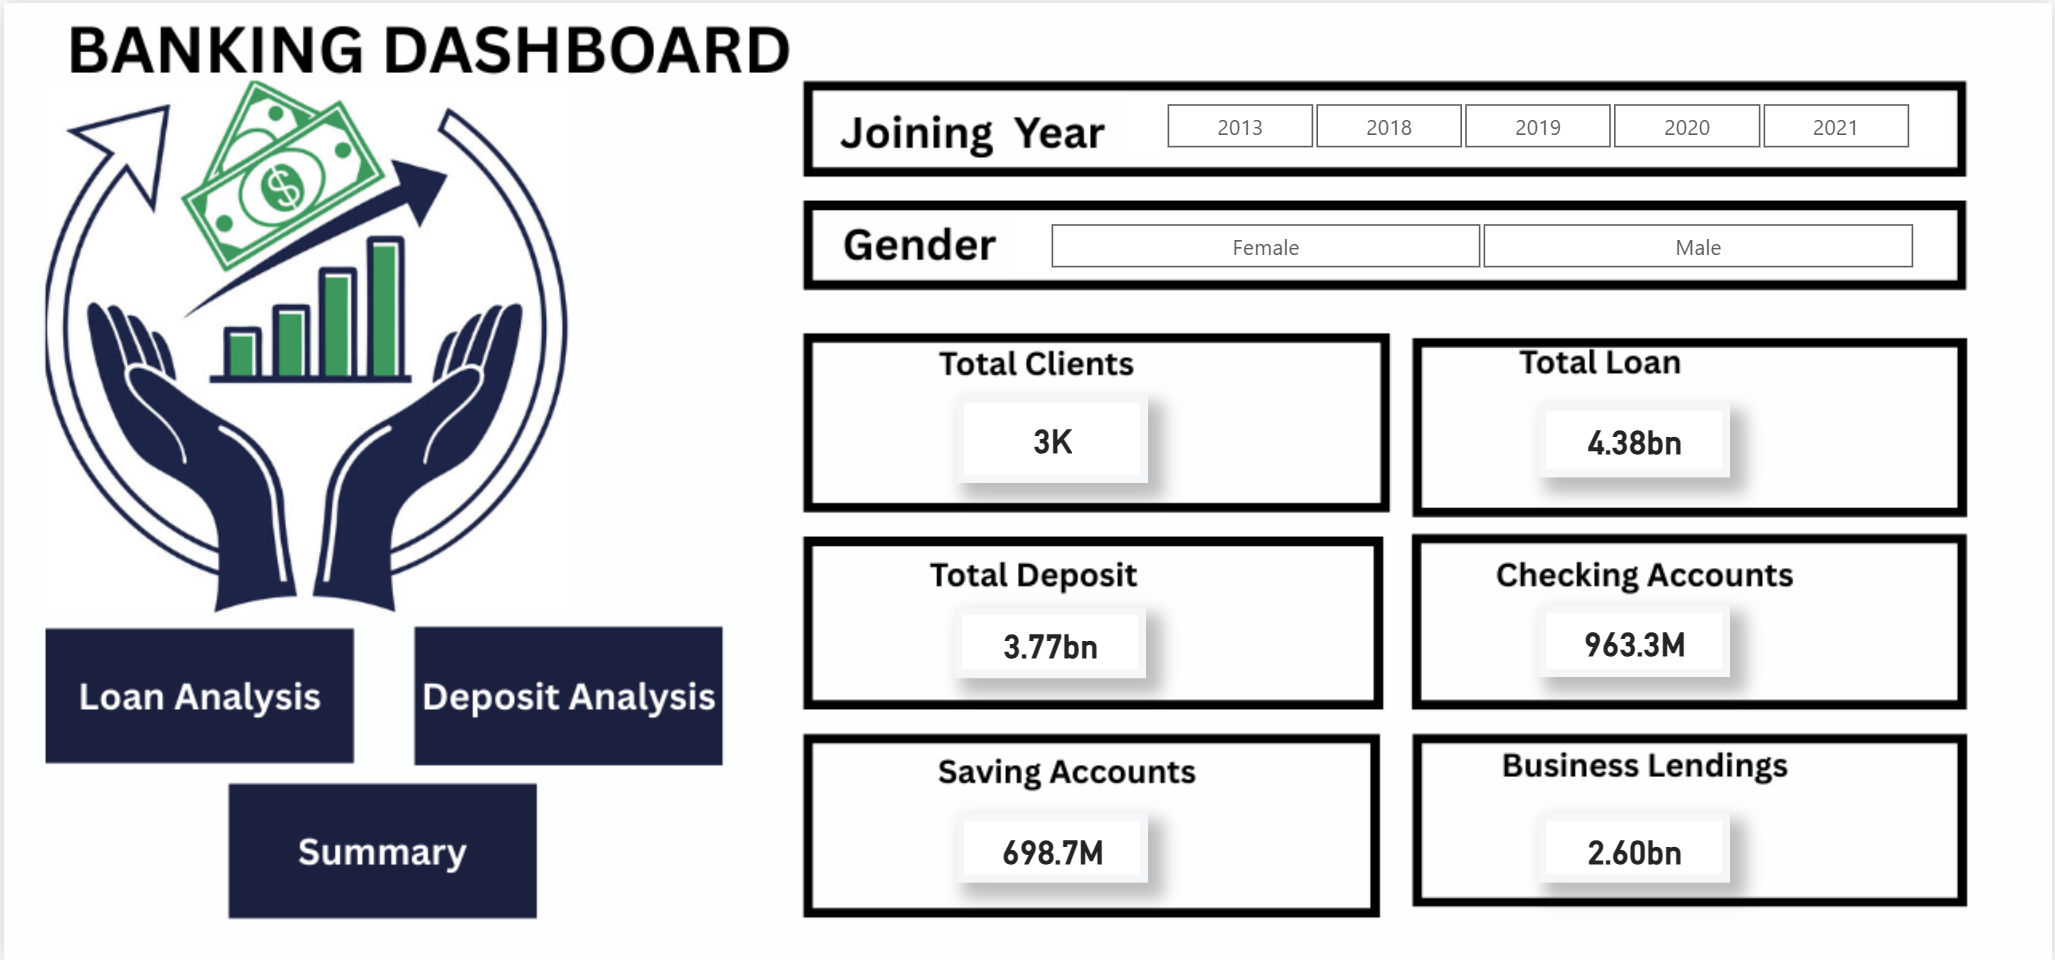 BANKING DASHBOARD
Joining Year
2013 2018 2019 2020 2021
Gender
Female Male
$
Total Clients
3K
Total Loan
4.38bn
Total Deposit
3.77bn
Checking Accounts
963.3M
Saving Accounts
698.7M
Business Lendings
2.60bn
Loan Analysis
Deposit Analysis
Summary